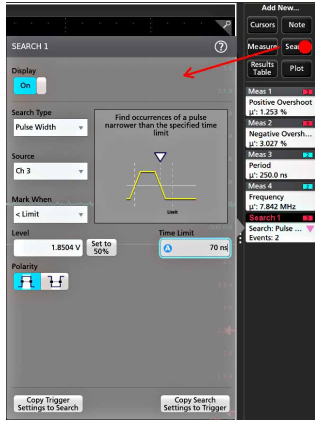 Add New...
Cursors
Note
Measure
Sear
Results
Table
Plot
SEARCH 1
?
Display
On
Search Type
Pulse Width
Source
Ch 3
Mark When
< Limit
Find occurrences of a pulse
narrower than the specified time
limit
Limit
Level
1.8504 V
Set to
50%
Time Limit
70 ns
Polarity
Copy Trigger
Settings to Search
Copy Search
Settings to Trigger
Meas 1
Positive Overshoot
µ': 1.253 %
Meas 2
Negative Oversh...
µ': 3.027 %
Meas 3
Period
µ': 250.0 ns
Meas 4
Frequency
µ': 7.842 MHz
Search 1
Search: Pulse ...
Events: 2